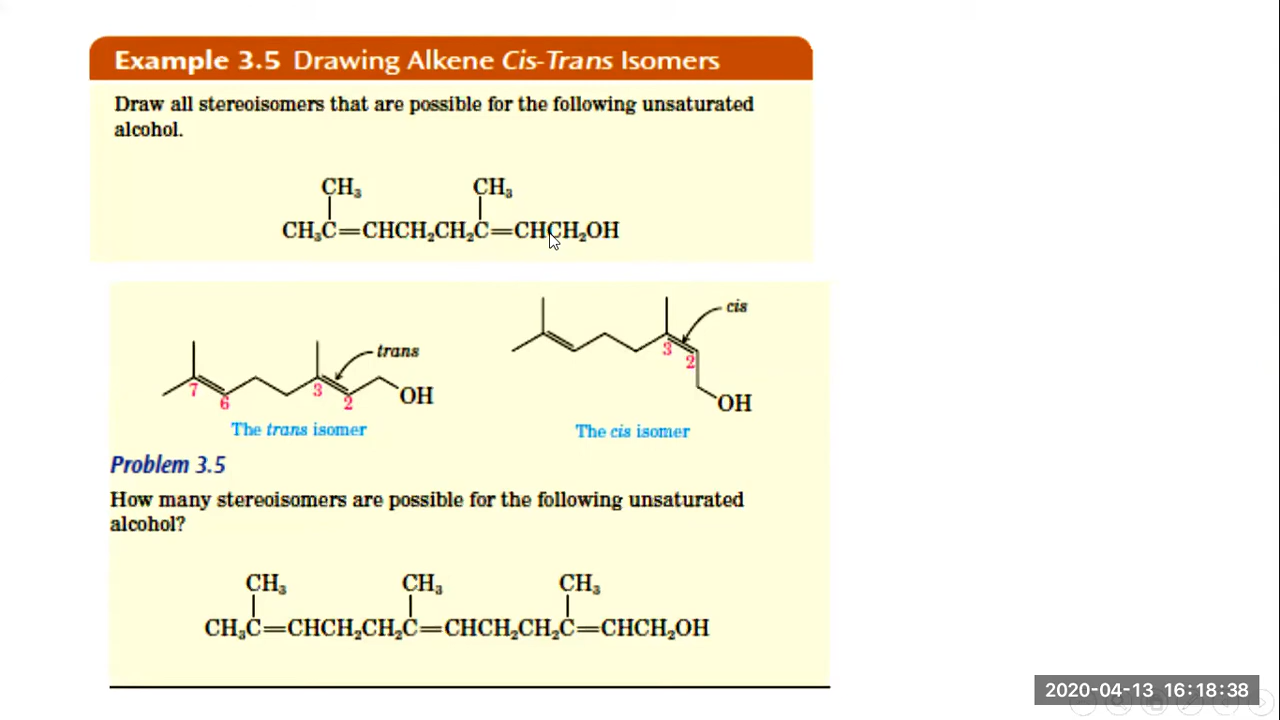 Example 3.5 Drawing Alkene Cis-Trans Isomers
Draw all stereoisomers that are possible for the following unsaturated
alcohol.
CH₃ CH₃
CH₃C=CHCH₂CH₂C=CHCH₂OH
trans
7 6 3 2 OH
The trans isomer
cis
3 2
OH
The cis isomer
Problem 3.5
How many stereoisomers are possible for the following unsaturated
alcohol?
CH₃ CH₃ CH₃
CH₃C=CHCH₂CH₂C=CHCH₂CH₂C=CHCH₂OH
2020-04-13 16:18:38